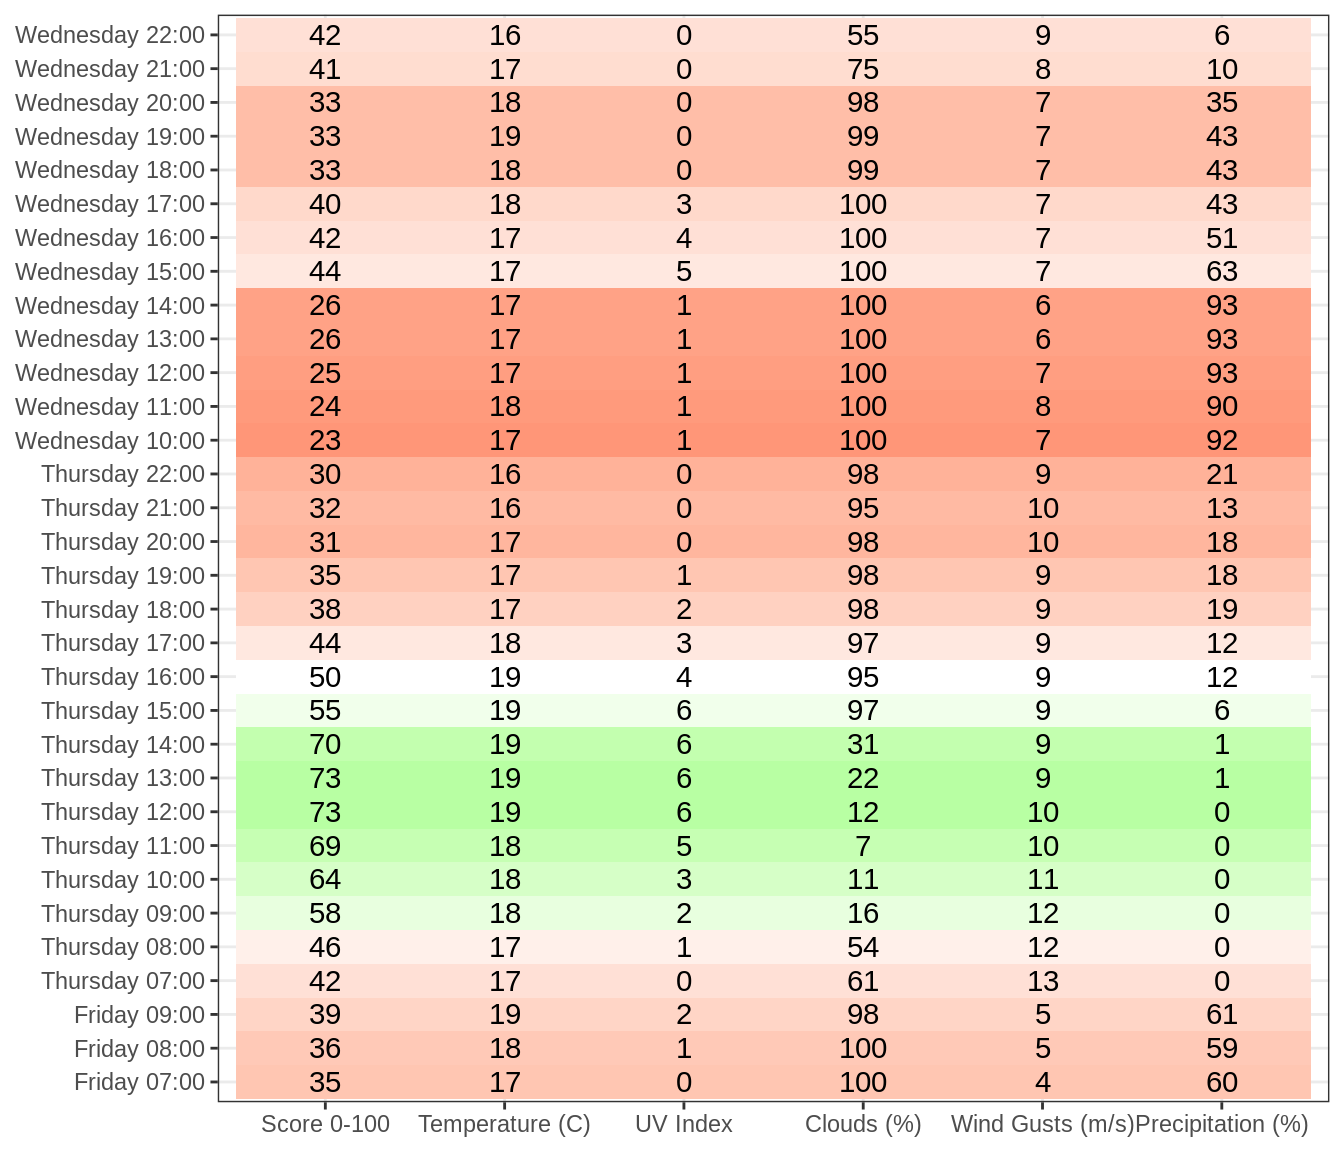 Wednesday 22:00 42 16 0 55 9 6
Wednesday 21:00 41 17 0 75 8 10
Wednesday 20:00 33 18 0 98 7 35
Wednesday 19:00 33 19 0 99 7 43
Wednesday 18:00 33 18 0 99 7 43
Wednesday 17:00 40 18 3 100 7 43
Wednesday 16:00 42 17 4 100 7 51
Wednesday 15:00 44 17 5 100 7 63
Wednesday 14:00 26 17 1 100 6 93
Wednesday 13:00 26 17 1 100 6 93
Wednesday 12:00 25 17 1 100 7 93
Wednesday 11:00 24 18 1 100 8 90
Wednesday 10:00 23 17 1 100 7 92
Thursday 22:00 30 16 0 98 9 21
Thursday 21:00 32 16 0 95 10 13
Thursday 20:00 31 17 0 98 10 18
Thursday 19:00 35 17 1 98 9 18
Thursday 18:00 38 17 2 98 9 19
Thursday 17:00 44 18 3 97 9 12
Thursday 16:00 50 19 4 95 9 12
Thursday 15:00 55 19 6 97 9 6
Thursday 14:00 70 19 6 31 9 1
Thursday 13:00 73 19 6 22 9 1
Thursday 12:00 73 19 6 12 10 0
Thursday 11:00 69 18 5 7 10 0
Thursday 10:00 64 18 3 11 11 0
Thursday 09:00 58 18 2 16 12 0
Thursday 08:00 46 17 1 54 12 0
Thursday 07:00 42 17 0 61 13 0
Friday 09:00 39 19 2 98 5 61
Friday 08:00 36 18 1 100 5 59
Friday 07:00 35 17 0 100 4 60
Score 0-100 Temperature (C) UV Index Clouds (%) Wind Gusts (m/s) Precipitation (%)